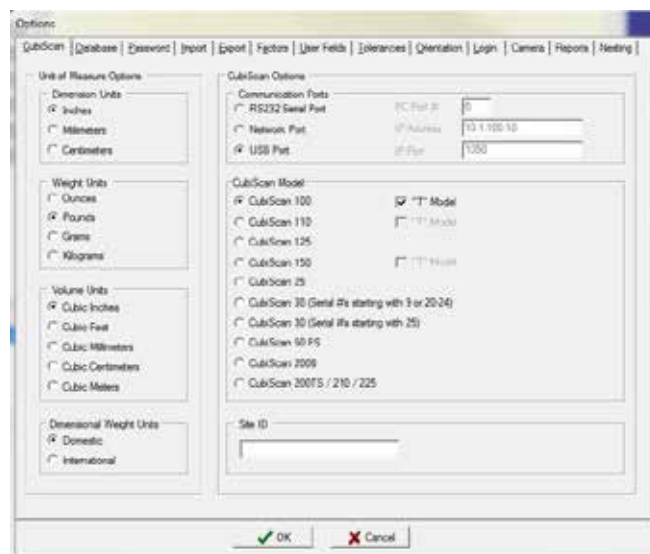 Options
CubiScan | Database | Password | Import | Export | Factors | User Fields | Tolerances | Orientation | Login | Camera | Reports | Nesting
Unit of Measure Options
Dimension Units
Inches
Millimeters
Centimeters
Weight Units
Ounces
Pounds
Grams
Kilograms
Volume Units
Cubic Inches
Cubic Feet
Cubic Millimeters
Cubic Centimeters
Cubic Meters
Dimensional Weight Units
Domestic
International
CubiScan Options
Communication Ports
RS232 Serial Port PC Port # 0
Network Port IP Address 10.1.100.10
USB Port IP Port 1050
CubiScan Model
CubiScan 100 "T" Model
CubiScan 110 "T" Model
CubiScan 125
CubiScan 150 "T" Model
CubiScan 25
CubiScan 30 (Serial #s starting with 9 or 20-24)
CubiScan 30 (Serial #s starting with 25)
CubiScan 50 PS
CubiScan 200TS / 210 / 225
Site ID
OK Cancel